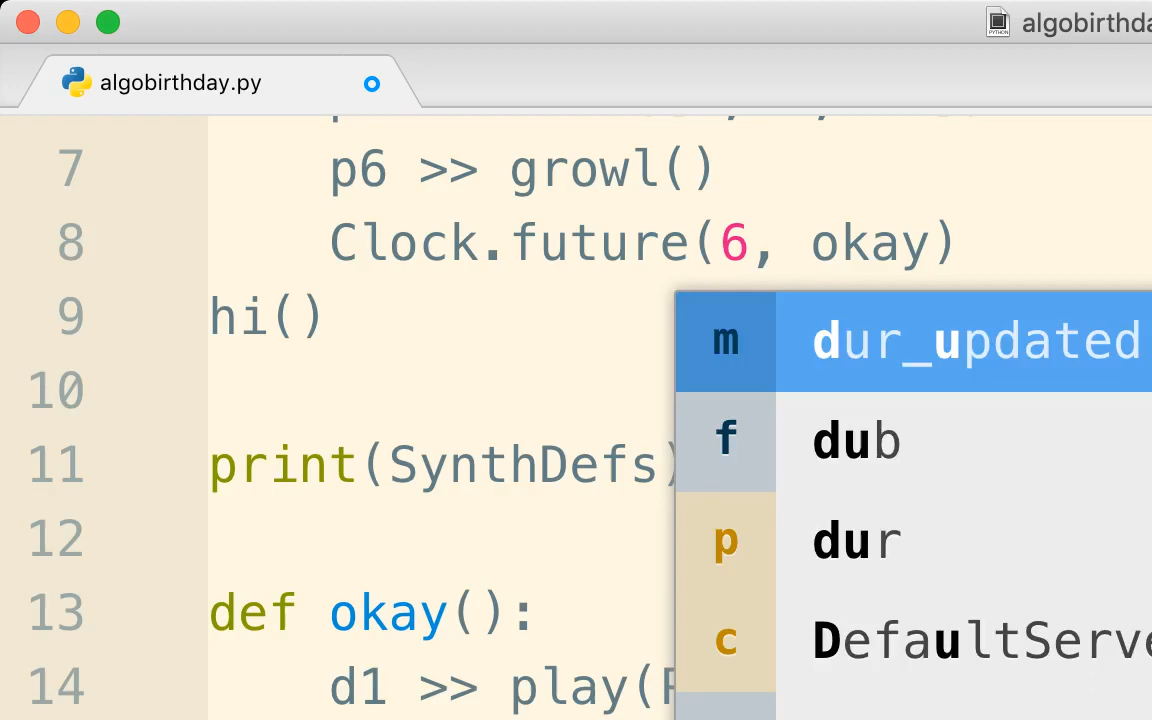 algobirthda
algobirthday.py
7 p6 >> growl()
8 Clock.future(6, okay)
9 hi()
10
11 print(SynthDefs)
12
13 def okay():
14 d1 >> play(
m dur_updated
f dub
p dur
c DefaultServe